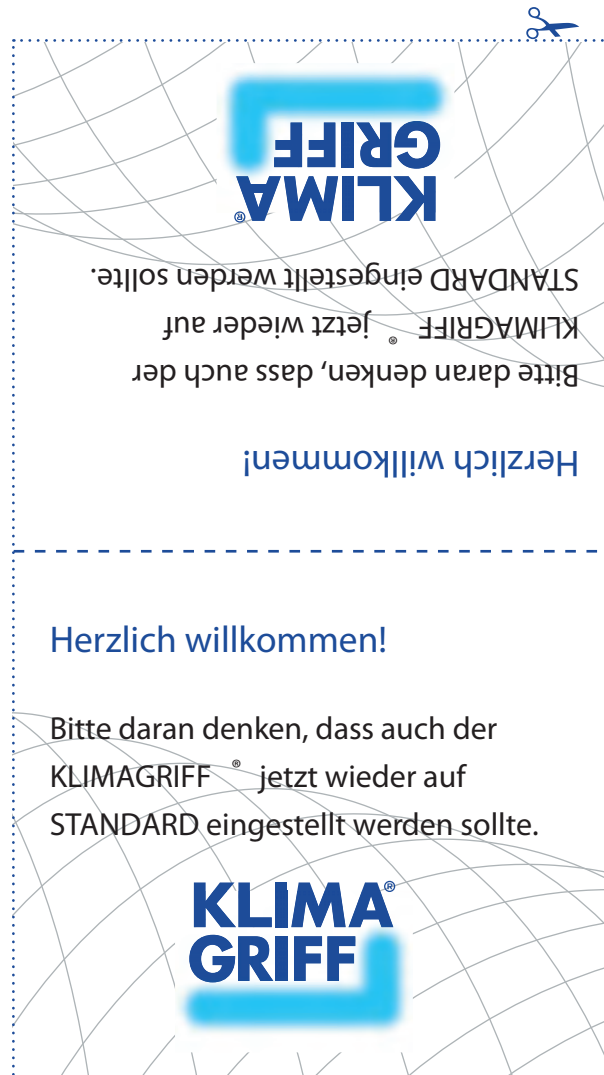 KLIMA®
GRIFF
Bitte daran denken, dass auch der
KLIMAGRIFF ® jetzt wieder auf
STANDARD eingestellt werden sollte.
Herzlich willkommen!
Herzlich willkommen!
Bitte daran denken, dass auch der
KLIMAGRIFF ® jetzt wieder auf
STANDARD eingestellt werden sollte.
KLIMA®
GRIFF